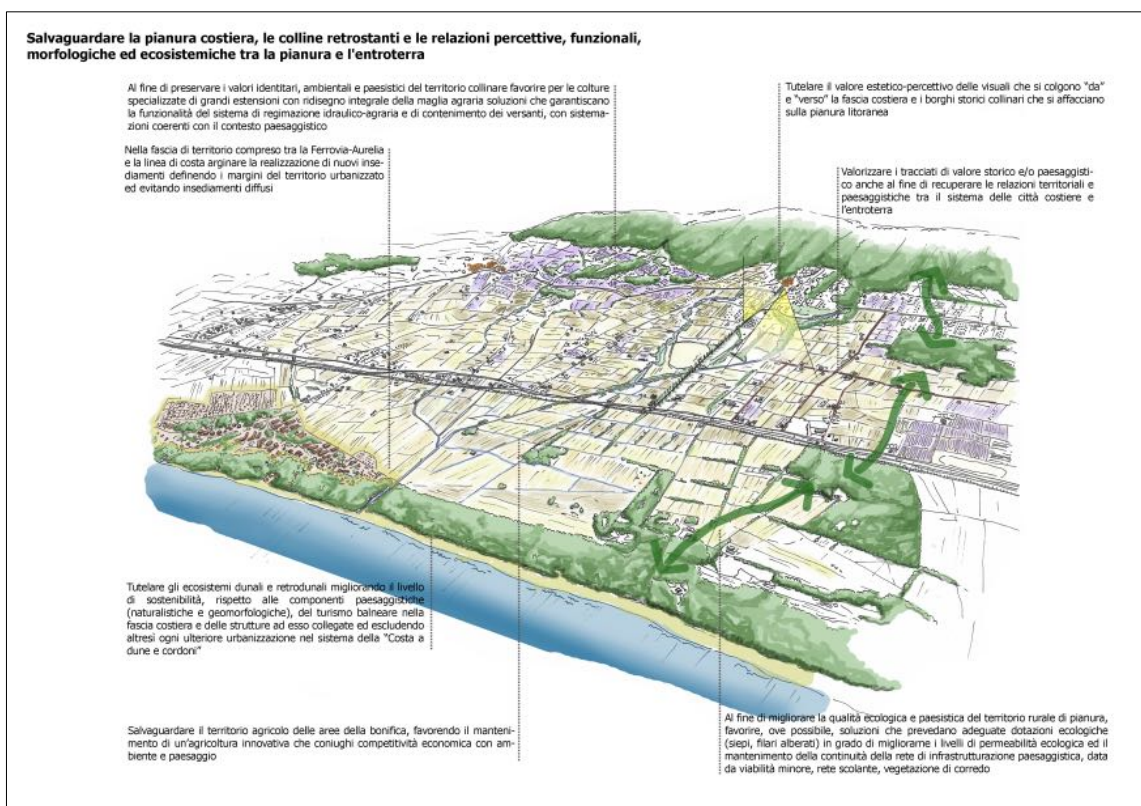 Salvaguardare la pianura costiera, le colline retrostanti e le relazioni percettive, funzionali,
morfologiche ed ecosistemiche tra la pianura e l'entroterra
Al fine di preservare i valori identitari, ambientali e paesistici del territorio collinare favorire per le colture
specializzate di grandi estensioni con ridisegno integrale della maglia agraria soluzioni che garantiscano
la funzionalità del sistema di regimazione idraulico-agraria e di contenimento dei versanti, con sistema-
zioni coerenti con il contesto paesaggistico
Tutelare il valore estetico-percettivo delle visuali che si colgono "da"
e "verso" la fascia costiera e i borghi storici collinari che si affacciano
sulla pianura litoranea
Nella fascia di territorio compreso tra la Ferrovia-Aurelia
e la linea di costa arginare la realizzazione di nuovi inse-
diamenti definendo i margini del territorio urbanizzato
ed evitando insediamenti diffusi
Valorizzare i tracciati di valore storico e/o paesaggisti-
co anche al fine di recuperare le relazioni territoriali e
paesaggistiche tra il sistema delle città costiere e
l'entroterra
Tutelare gli ecosistemi dunali e retrodunali migliorando il livello
di sostenibilità, rispetto alle componenti paesaggistiche
(naturalistiche e geomorfologiche), del turismo balneare nella
fascia costiera e delle strutture ad esso collegate ed escludendo
altresì ogni ulteriore urbanizzazione nel sistema della "Costa a
dune e cordoni"
Salvaguardare il territorio agricolo delle aree della bonifica, favorendo il manteni-
mento di un'agricoltura innovativa che coniughi competitività economica con am-
biente e paesaggio
Al fine di migliorare la qualità ecologica e paesistica del territorio rurale di pianura,
favorire, ove possibile, soluzioni che prevedano adeguate dotazioni ecologiche
(siepi, filari alberati) in grado di migliorarne i livelli di permeabilità ecologica ed il
mantenimento della continuità della rete di infrastrutturazione paesaggistica, data
da viabilità minore, rete scolante, vegetazione di corredo